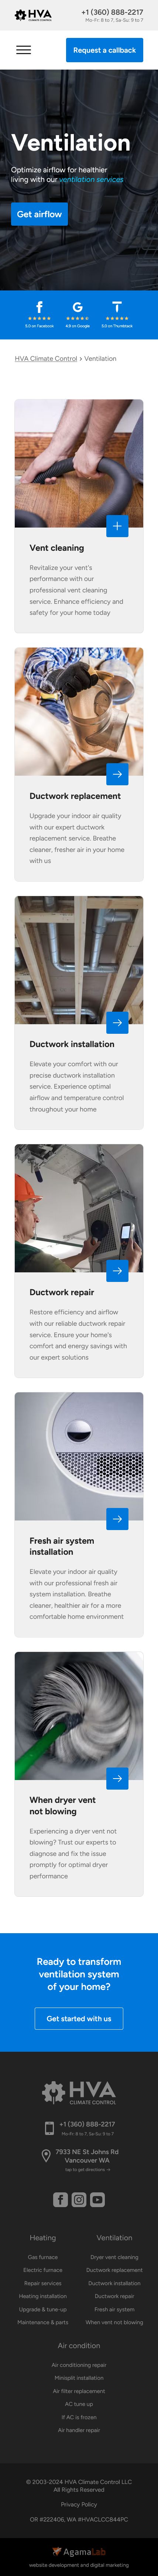 HVA
CLIMATE CONTROL
+1 (360) 888-2217
Mo-Fr: 8 to 7, Sa-Su: 9 to 7
Request a callback
Ventilation
Optimize airflow for healthier
living with our ventilation services
Get airflow
5.0 on Facebook
4.9 on Google
5.0 on Thumbtack
HVA Climate Control > Ventilation
Vent cleaning
Revitalize your vent's
performance with our
professional vent cleaning
service. Enhance efficiency and
safety for your home today
Ductwork replacement
Upgrade your indoor air quality
with our expert ductwork
replacement service. Breathe
cleaner, fresher air in your home
with us
Ductwork installation
Elevate your comfort with our
precise ductwork installation
service. Experience optimal
airflow and temperature control
throughout your home
Ductwork repair
Restore efficiency and airflow
with our reliable ductwork repair
service. Ensure your home's
comfort and energy savings with
our expert solutions
Fresh air system
installation
Elevate your indoor air quality
with our professional fresh air
system installation. Breathe
cleaner, healthier air for a more
comfortable home environment
When dryer vent
not blowing
Experiencing a dryer vent not
blowing? Trust our experts to
diagnose and fix the issue
promptly for optimal dryer
performance
Ready to transform
ventilation system
of your home?
Get started with us
HVA
CLIMATE CONTROL
+1 (360) 888-2217
Mo-Fr: 8 to 7, Sa-Su: 9 to 7
7933 NE St Johns Rd
Vancouver WA
tap to get directions →
Heating
Gas furnace
Electric furnace
Repair services
Heating installation
Upgrade & tune-up
Maintenance & parts
Ventilation
Dryer vent cleaning
Ductwork replacement
Ductwork installation
Ductwork repair
Fresh air system
When vent not blowing
Air condition
Air conditioning repair
Minisplit installation
Air filter replacement
AC tune up
If AC is frozen
Air handler repair
© 2003-2024 HVA Climate Control LLC
All Rights Reserved
Privacy Policy
OR #222406, WA #HVACLCC844PC
AgamaLab
website development and digital marketing